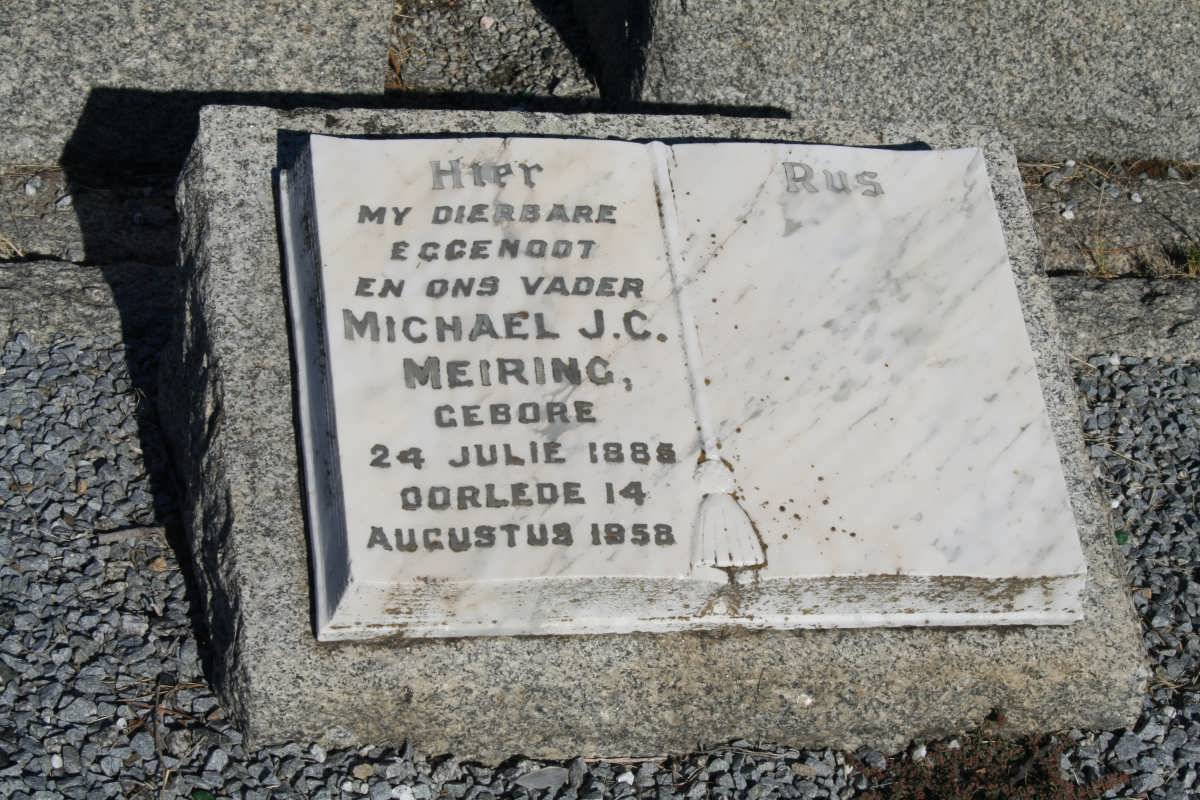 Hier Rus
MY DIERBARE
EGGENOOT
EN ONS VADER
MICHAEL J.C.
MEIRING,
GEBORE
24 JULIE 1885
OORLEDE 14
AUGUSTUS 1958